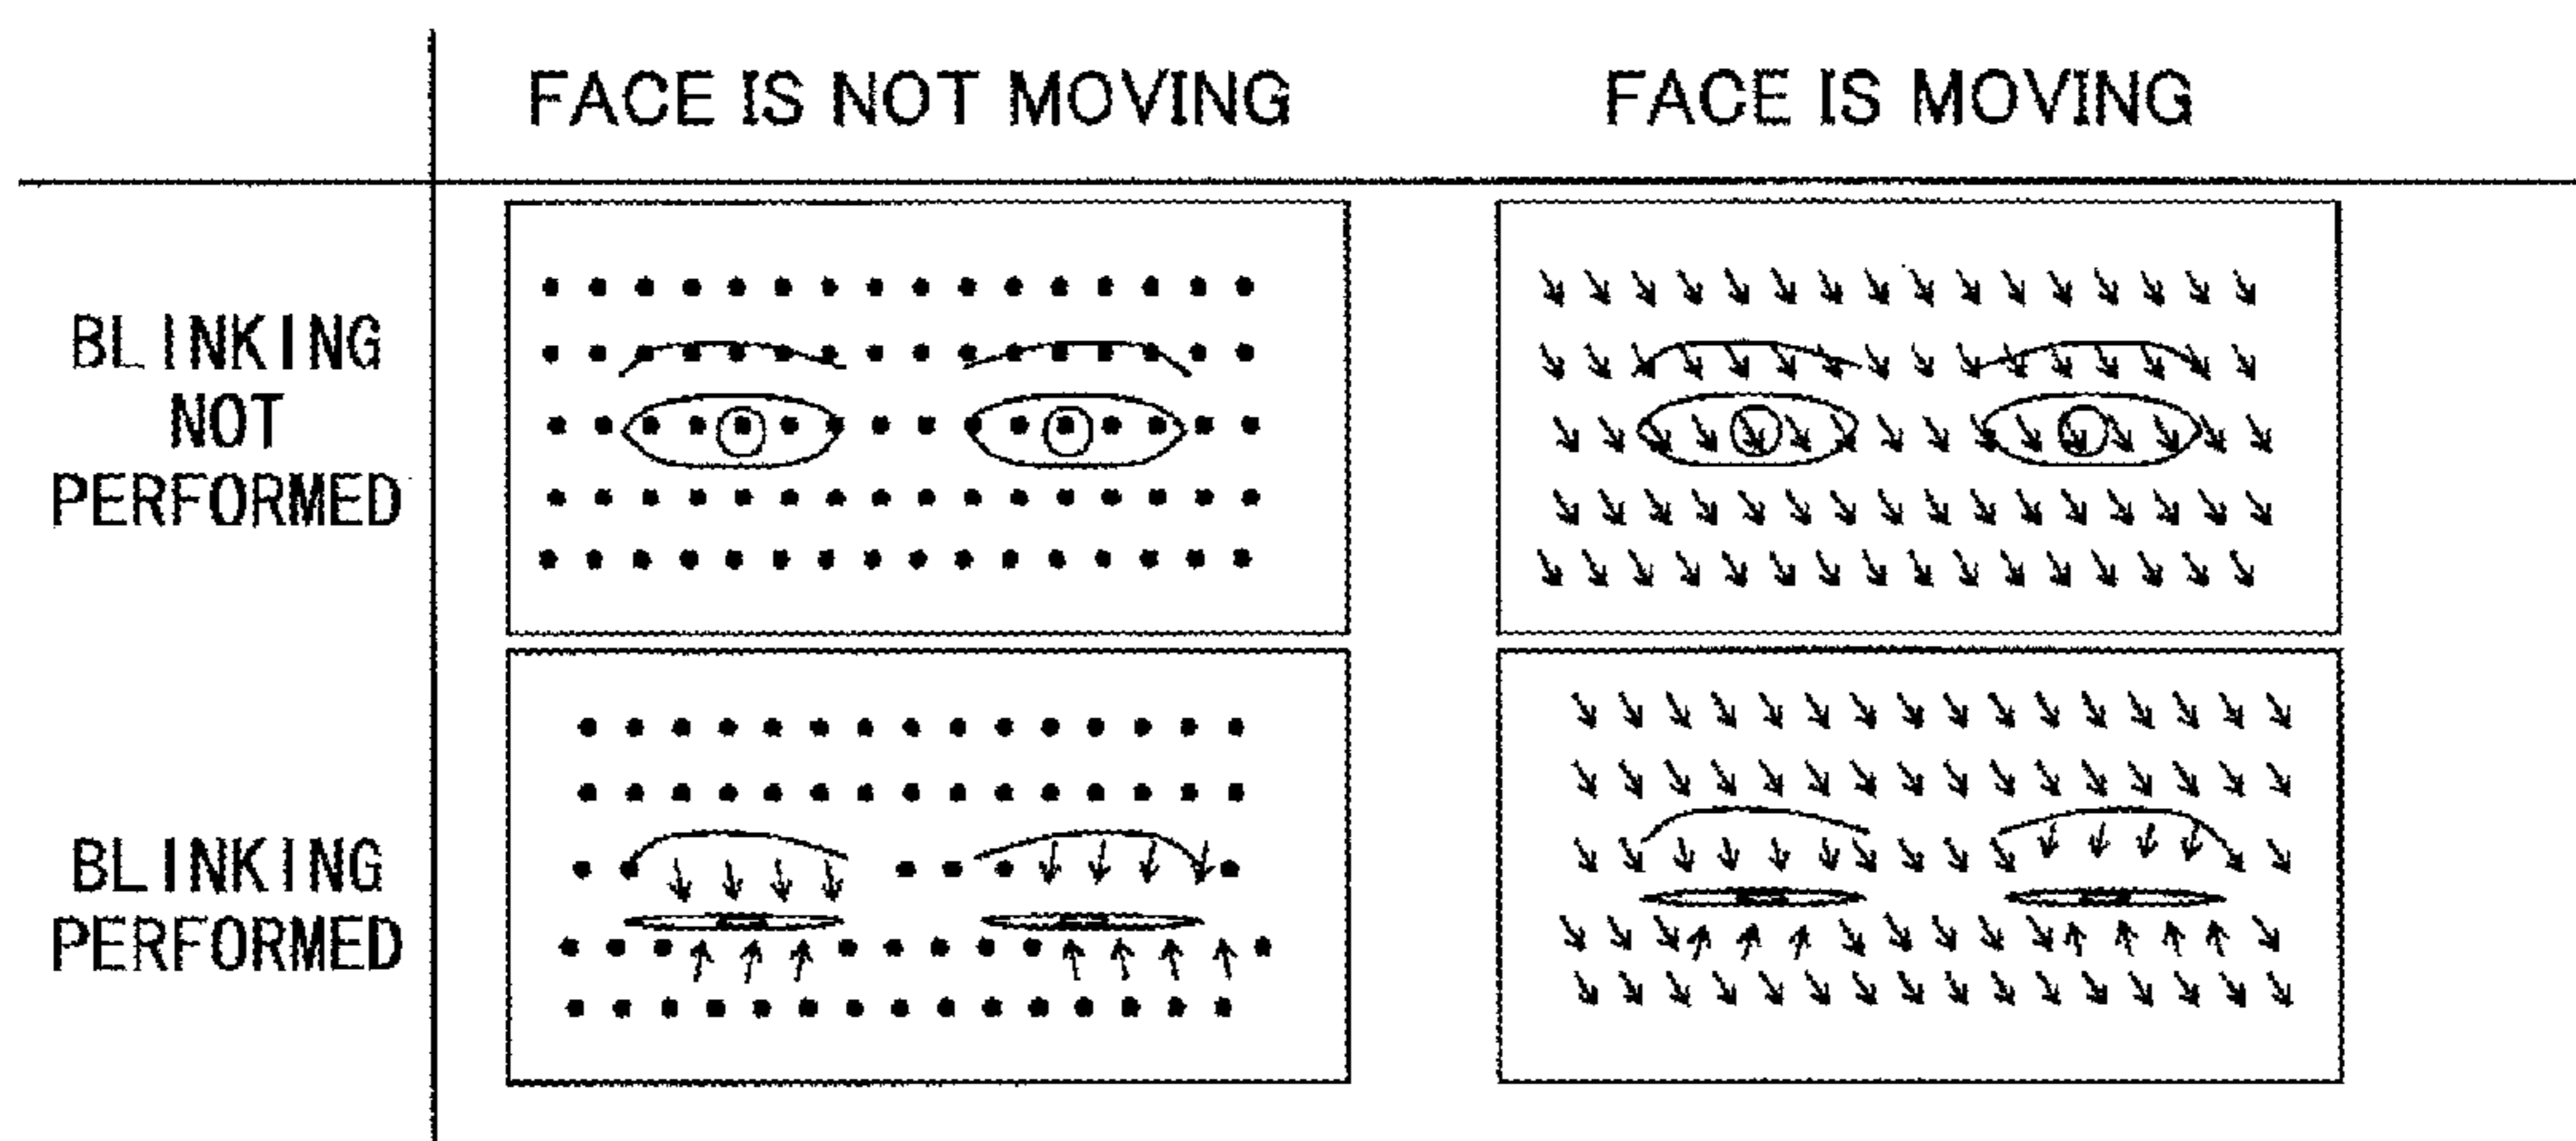 FACE IS NOT MOVING
FACE IS MOVING
BLINKING
NOT
PERFORMED
BLINKING
PERFORMED